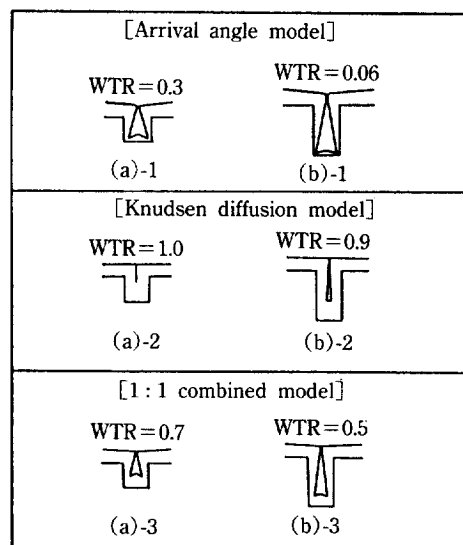 [Arrival angle model]
WTR=0.3 WTR=0.06
(a)-1 (b)-1
[Knudsen diffusion model]
WTR=1.0 WTR=0.9
(a)-2 (b)-2
[1:1 combined model]
WTR=0.7 WTR=0.5
(a)-3 (b)-3